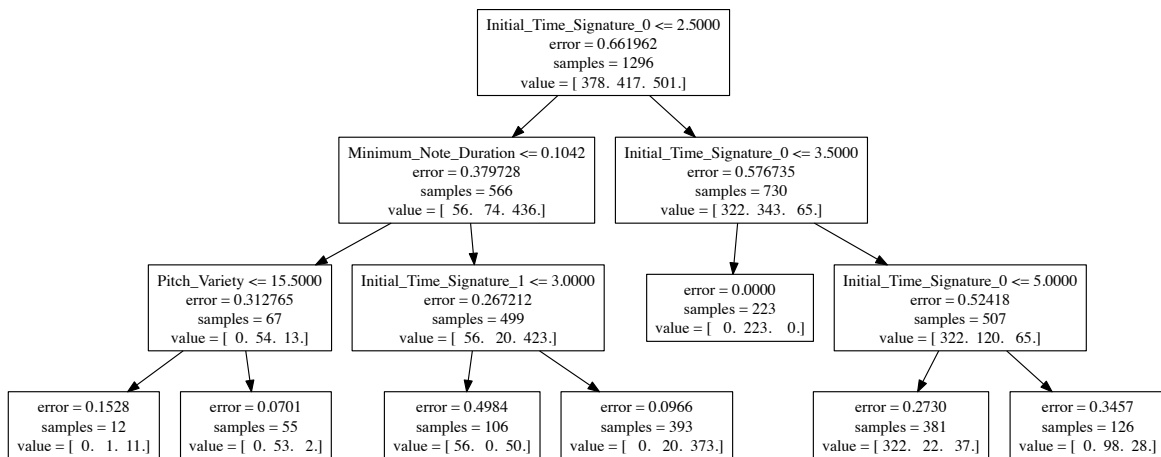 Initial_Time_Signature_0 <= 2.5000
error = 0.661962
samples = 1296
value = [ 378. 417. 501.]
Minimum_Note_Duration <= 0.1042
error = 0.379728
samples = 566
value = [ 56. 74. 436.]
Initial_Time_Signature_0 <= 3.5000
error = 0.576735
samples = 730
value = [ 322. 343. 65.]
Pitch_Variety <= 15.5000
error = 0.312765
samples = 67
value = [ 0. 54. 13.]
Initial_Time_Signature_1 <= 3.0000
error = 0.267212
samples = 499
value = [ 56. 20. 423.]
error = 0.0000
samples = 223
value = [ 0. 223. 0.]
Initial_Time_Signature_0 <= 5.0000
error = 0.52418
samples = 507
value = [ 322. 120. 65.]
error = 0.1528
samples = 12
value = [ 0. 1. 11.]
error = 0.0701
samples = 55
value = [ 0. 53. 2.]
error = 0.4984
samples = 106
value = [ 56. 0. 50.]
error = 0.0966
samples = 393
value = [ 0. 20. 373.]
error = 0.2730
samples = 381
value = [ 322. 22. 37.]
error = 0.3457
samples = 126
value = [ 0. 98. 28.]